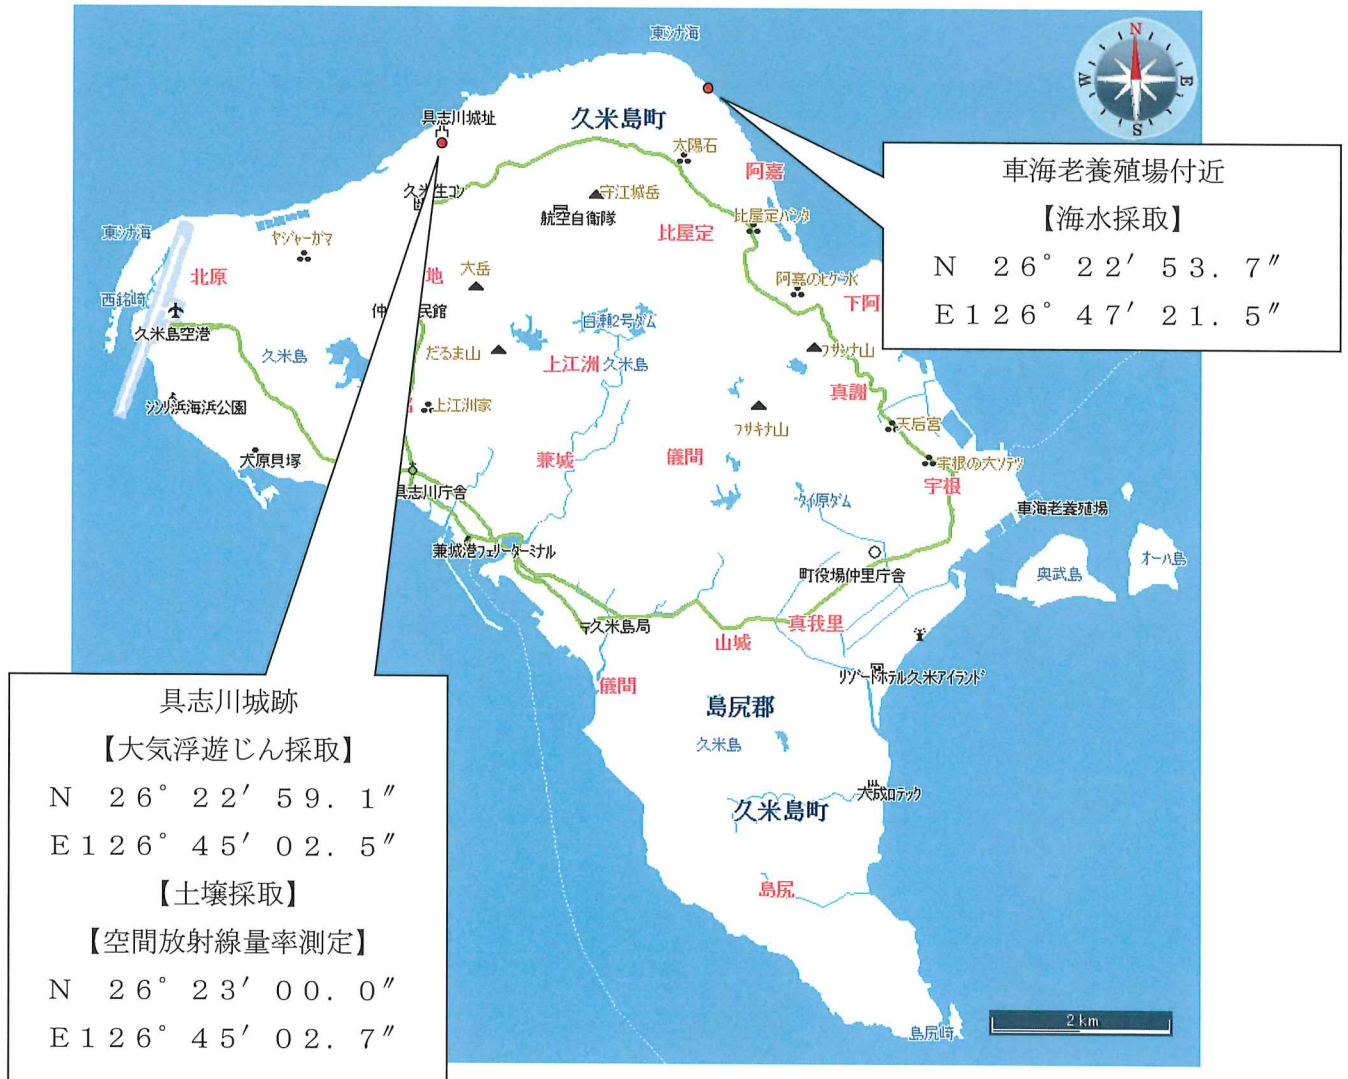 東シナ海
N
W
E
S
具志川城址
久米島町
太陽石
阿嘉
久米生コン
守江城岳
航空自衛隊
比屋定
比屋定バンタ
車海老養殖場付近
【海水採取】
N 26° 22′ 53.7″
E126° 47′ 21.5″
東シナ海
ヤジャーガマ
北原
地
大岳
阿嘉のヒゲ水
下阿
西銘崎
久米島空港
仲
民館
白瀬2号ダム
久米島
だるま山
上江洲
久米島
フサシナ山
真謝
シンリ浜海浜公園
上江洲家
フサキナ山
天后宮
大原貝塚
兼城
儀間
宇根の大ソテツ
宇根
具志川庁舎
タイ原ダム
車海老養殖場
兼城港フェリーターミナル
町役場仲里庁舎
奥武島
オーハ島
〒久米島局
山城
真我里
儀間
リゾートホテル久米アイランド
島尻郡
久米島
大成ロテック
久米島町
島尻
島尻崎
2km
具志川城跡
【大気浮遊じん採取】
N 26° 22′ 59.1″
E126° 45′ 02.5″
【土壌採取】
【空間放射線量率測定】
N 26° 23′ 00.0″
E126° 45′ 02.7″